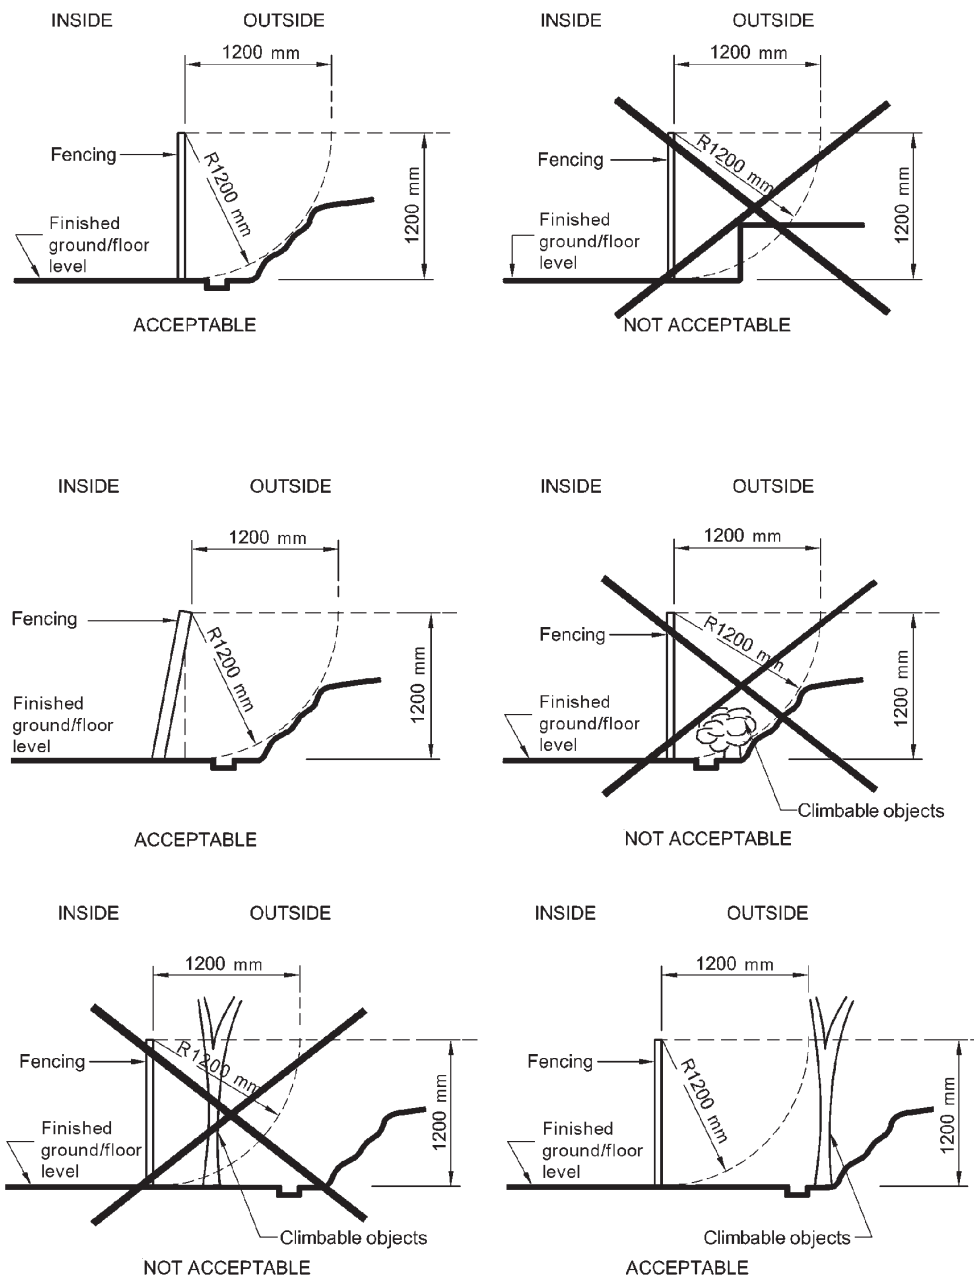 INSIDE OUTSIDE
1200 mm
Fencing
R1200 mm
1200 mm
Finished
ground/floor
level
ACCEPTABLE
INSIDE OUTSIDE
1200 mm
Fencing
R1200 mm
1200 mm
Finished
ground/floor
level
NOT ACCEPTABLE
INSIDE OUTSIDE
1200 mm
Fencing
R1200 mm
1200 mm
Finished
ground/floor
level
ACCEPTABLE
INSIDE OUTSIDE
1200 mm
Fencing
R1200 mm
1200 mm
Finished
ground/floor
level
Climbable objects
NOT ACCEPTABLE
INSIDE OUTSIDE
1200 mm
Fencing
R1200 mm
1200 mm
Finished
ground/floor
level
Climbable objects
NOT ACCEPTABLE
INSIDE OUTSIDE
1200 mm
Fencing
R1200 mm
1200 mm
Finished
ground/floor
level
Climbable objects
ACCEPTABLE